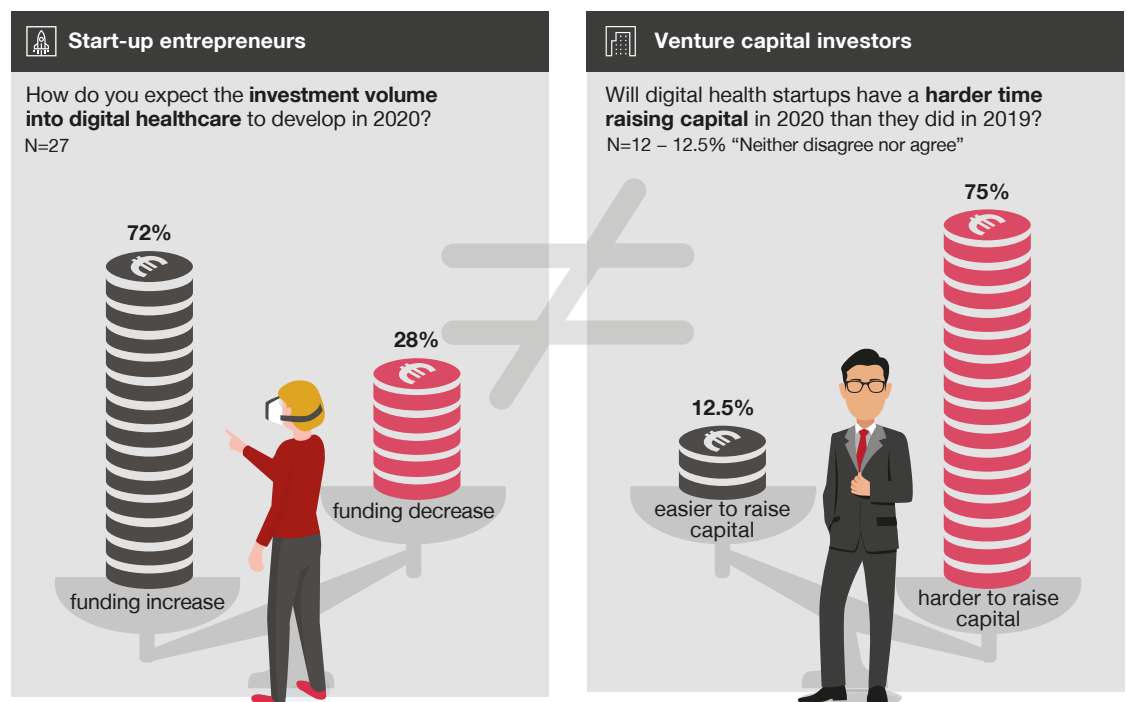 Start-up entrepreneurs
How do you expect the investment volume
into digital healthcare to develop in 2020?
N=27
72%
28%
funding increase
funding decrease
Venture capital investors
Will digital health startups have a harder time
raising capital in 2020 than they did in 2019?
N=12 – 12.5% “Neither disagree nor agree”
12.5%
75%
easier to raise
capital
harder to raise
capital